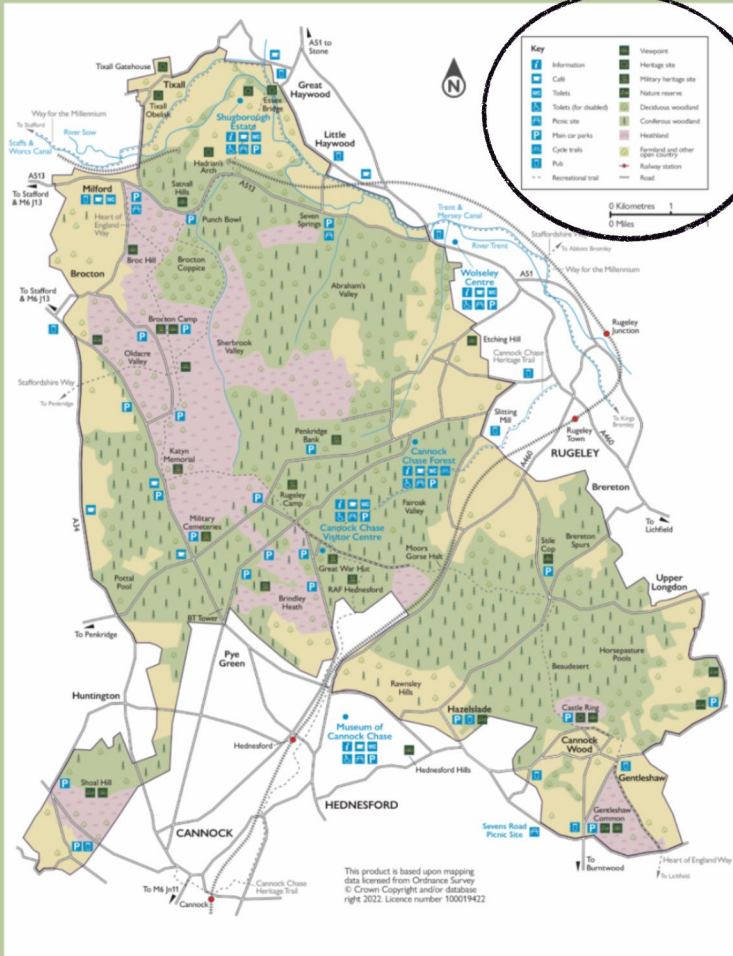 A51 to
Stone
Tixall Gatehouse
Tixall
Tixall
Obelisk
Essex
Bridge
Great
Haywood
Way for the Millennium
To Stafford
River Sow
Staffs &
Worcs Canal
Shugborough
Estate
Little
Haywood
Hadrian's
Arch
A513
To Stafford
& M6 J13
Milford
Satnall
Hills
A513
Heart of
England
Way
Punch Bowl
Seven
Springs
Trent &
Mersey Canal
River Trent
To Abbots Bromley
Way for the Millennium
Broc Hill
Brocton
Coppice
Brocton
Abraham's
Valley
Wolseley
Centre
A51
To Stafford
& M6 J13
Brocton Camp
Oldacre
Valley
Sherbrook
Valley
Etching Hill
Cannock Chase
Heritage Trail
Rugeley
Junction
Staffordshire Way
To Penkridge
Slitting
Mill
To Kings
Bromley
Rugeley
Town
A460
A460
RUGELEY
Penkridge
Bank
Katyn
Memorial
Cannock
Chase Forest
Brereton
Rugeley
Camp
Fairoak
Valley
A34
Military
Cemeteries
Cannock Chase
Visitor Centre
To
Lichfield
Stile
Cop
Brereton
Spurs
Moors
Gorse Halt
Great War Hut
RAF Hednesford
Pottal
Pool
Brindley
Heath
Upper
Longdon
BT Tower
To Penkridge
Pye
Green
Horsepasture
Pools
Beaudesert
Huntington
Rawnsley
Hills
Hazelslade
Castle Ring
Museum of
Cannock Chase
Cannock
Wood
Hednesford
Hednesford Hills
Gentleshaw
Shoal Hill
HEDNESFORD
Gentleshaw
Common
Sevens Road
Picnic Site
CANNOCK
To
Burntwood
Heart of England Way
To Lichfield
To M6 Jn11
Cannock Chase
Heritage Trail
Cannock
This product is based upon mapping
data licensed from Ordnance Survey
© Crown Copyright and/or database
right 2022. Licence number 100019422
N
Key
Information
Café
Toilets
Toilets (for disabled)
Picnic site
Main car parks
Cycle trails
Pub
Recreational trail
Viewpoint
Heritage site
Military heritage site
Nature reserve
Deciduous woodland
Coniferous woodland
Heathland
Farmland and other
open country
Railway station
Road
0 Kilometres 1
0 Miles 1